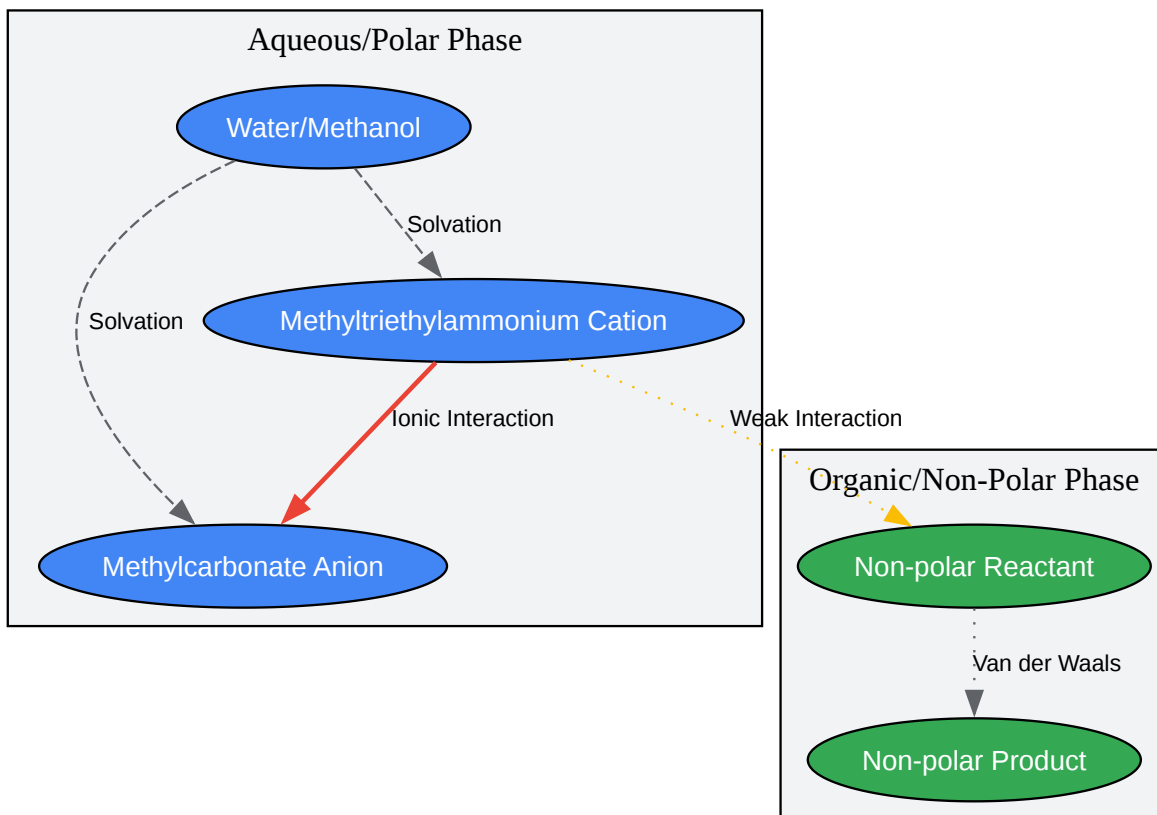 Aqueous/Polar Phase
Water/Methanol
Solvation
Methyltriethylammonium Cation
Solvation
Ionic Interaction
Weak Interaction
Organic/Non-Polar Phase
Methylcarbonate Anion
Non-polar Reactant
Van der Waals
Non-polar Product